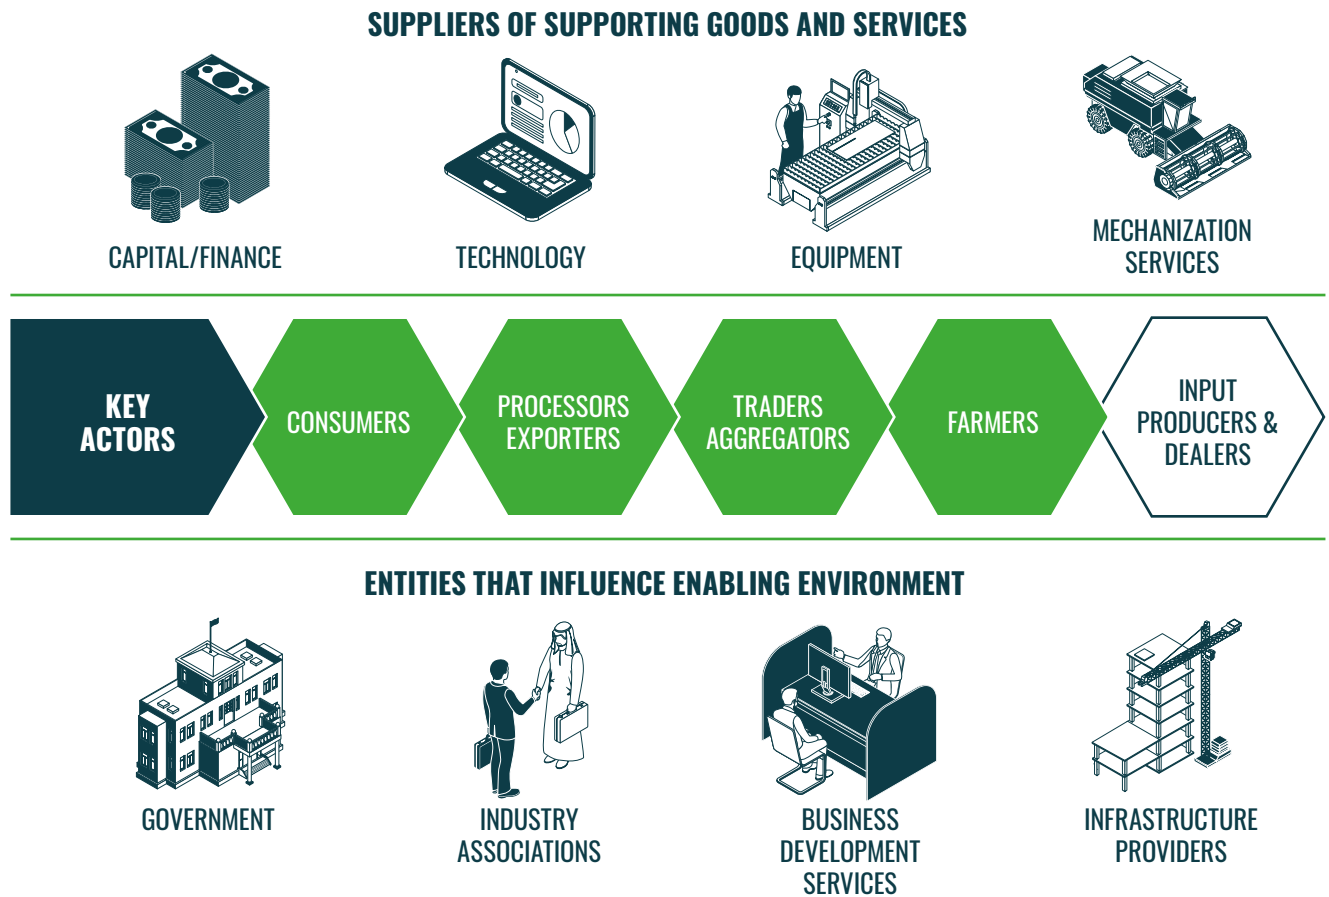 SUPPLIERS OF SUPPORTING GOODS AND SERVICES
CAPITAL/FINANCE
TECHNOLOGY
EQUIPMENT
MECHANIZATION
SERVICES
KEY
ACTORS
CONSUMERS
PROCESSORS
EXPORTERS
TRADERS
AGGREGATORS
FARMERS
INPUT
PRODUCERS &
DEALERS
ENTITIES THAT INFLUENCE ENABLING ENVIRONMENT
GOVERNMENT
INDUSTRY
ASSOCIATIONS
BUSINESS
DEVELOPMENT
SERVICES
INFRASTRUCTURE
PROVIDERS